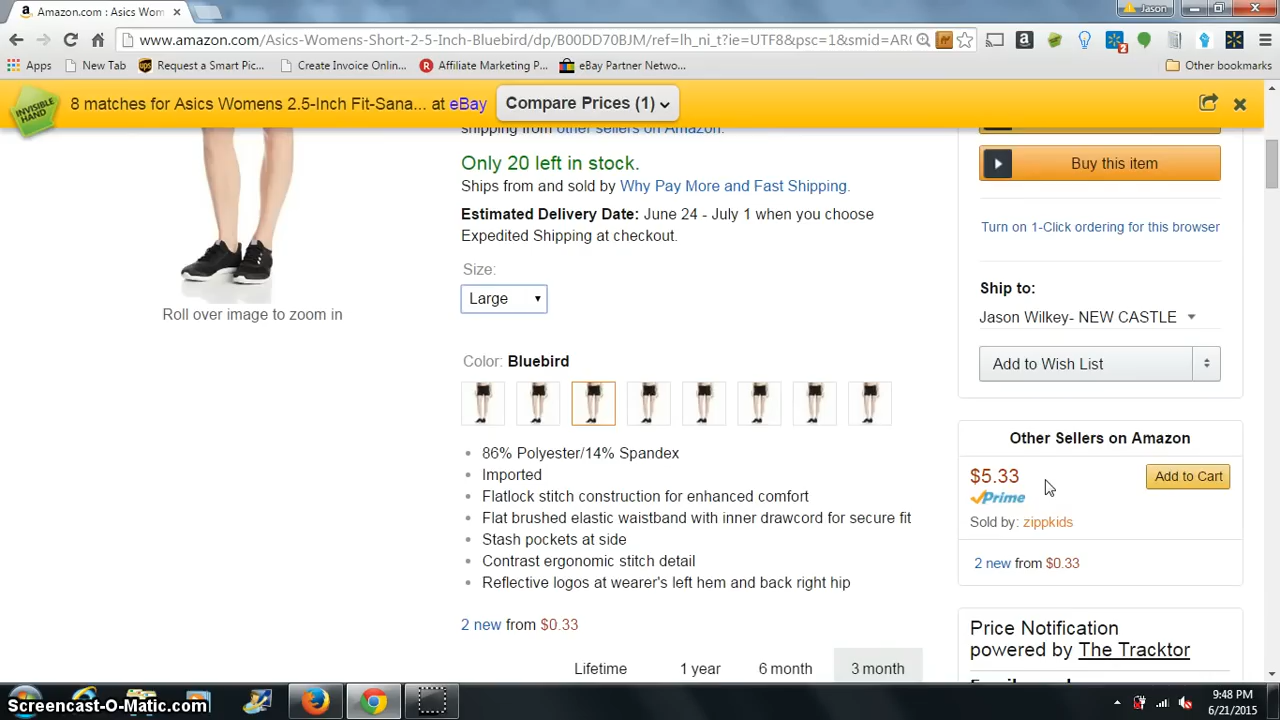 Amazon.com : Asics Wom
Jason
www.amazon.com/Asics-Womens-Short-2-5-Inch-Bluebird/dp/B00DD70BJM/ref=lh_ni_t?ie=UTF8&psc=1&smid=AR
2
Apps
New Tab
Request a Smart Pic...
Create Invoice Onlin...
Affiliate Marketing P...
eBay Partner Netwo...
Other bookmarks
INVISIBLE HAND
8 matches for Asics Womens 2.5-Inch Fit-Sana... at eBay
Compare Prices (1)
shipping from other sellers on Amazon.
Only 20 left in stock.
Ships from and sold by Why Pay More and Fast Shipping.
Estimated Delivery Date: June 24 - July 1 when you choose
Expedited Shipping at checkout.
Size:
Large
Roll over image to zoom in
Color: Bluebird
86% Polyester/14% Spandex
Imported
Flatlock stitch construction for enhanced comfort
Flat brushed elastic waistband with inner drawcord for secure fit
Stash pockets at side
Contrast ergonomic stitch detail
Reflective logos at wearer's left hem and back right hip
2 new from $0.33
Lifetime
1 year
6 month
3 month
Buy this item
Turn on 1-Click ordering for this browser
Ship to:
Jason Wilkey- NEW CASTLE
Add to Wish List
Other Sellers on Amazon
$5.33
Add to Cart
Prime
Sold by: zippkids
2 new from $0.33
Price Notification
powered by The Tracktor
Screencast-O-Matic.com
9:48 PM
6/21/2015